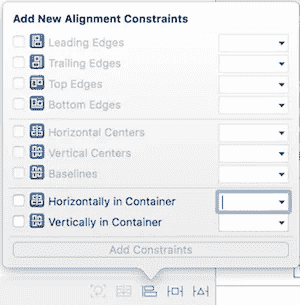 Add New Alignment Constraints
Leading Edges
Trailing Edges
Top Edges
Bottom Edges
Horizontal Centers
Vertical Centers
Baselines
Horizontally in Container
Vertically in Container
Add Constraints